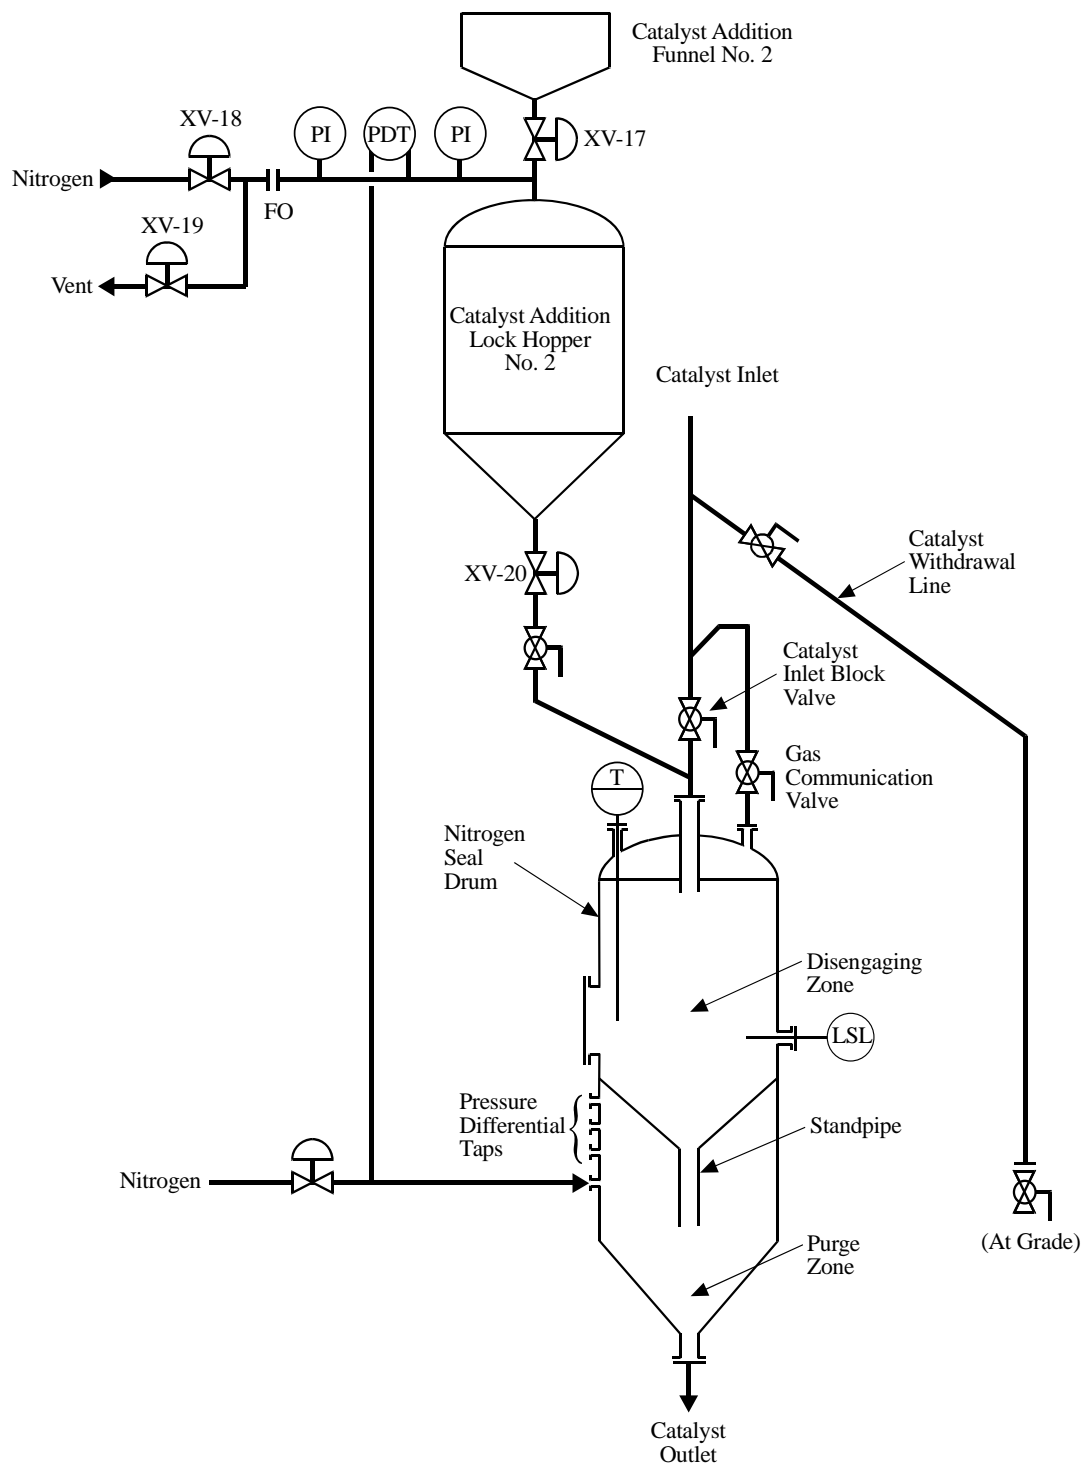 Catalyst Addition
Funnel No. 2
XV-18
PI
PDT
PI
XV-17
Nitrogen
FO
XV-19
Vent
Catalyst Addition
Lock Hopper
No. 2
Catalyst Inlet
XV-20
Catalyst
Withdrawal
Line
Catalyst
Inlet Block
Valve
Gas
Communication
Valve
T
Nitrogen
Seal
Drum
Disengaging
Zone
LSL
Pressure
Differential
Taps
Standpipe
Nitrogen
(At Grade)
Purge
Zone
Catalyst
Outlet